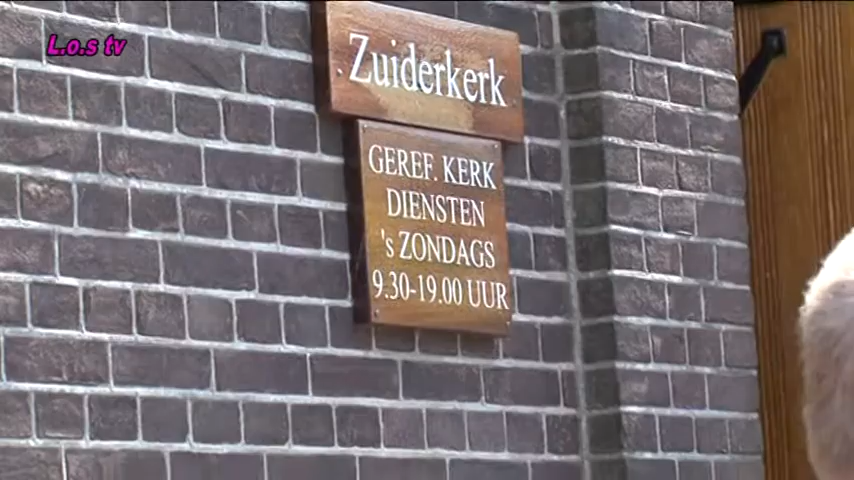 L.o.s tv
Zuiderkerk
GEREF. KERK
DIENSTEN
's ZONDAGS
9.30-19.00 UUR